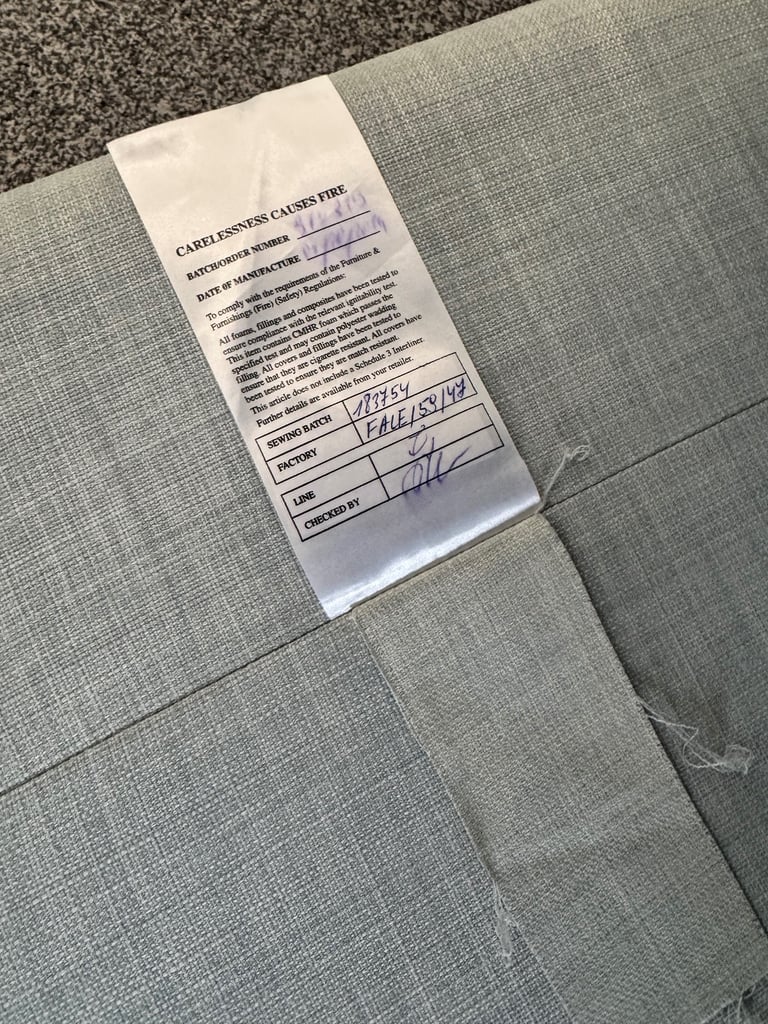 CARELESSNESS CAUSES FIRE
BATCH/ORDER NUMBER
DATE OF MANUFACTURE
To comply with the requirements of the Furniture &
Furnishings (Fire) (Safety) Regulations:
All foams, fillings and composites have been tested to
ensure compliance with the relevant ignitability test.
This item contains CMHR foam which passes the
specified test and may contain polyester wadding
filling. All covers and fillings have been tested to
ensure that they are cigarette resistant. All covers have
been tested to ensure they are match resistant.
This article does not include a Schedule 3 Interliner.
Further details are available from your retailer.
SEWING BATCH 183754
FACTORY FALE/59/47
LINE
CHECKED BY